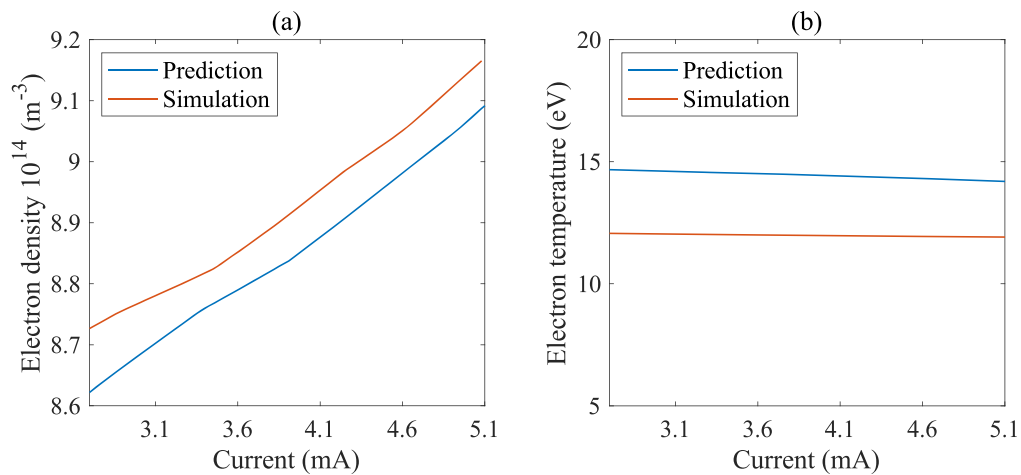 (a)
9.2
9.1
9
8.9
8.8
8.7
8.6
Electron density 10^14 (m^-3)
Prediction
Simulation
3.1 3.6 4.1 4.6 5.1
Current (mA)
(b)
20
15
10
5
Electron temperature (eV)
Prediction
Simulation
3.1 3.6 4.1 4.6 5.1
Current (mA)